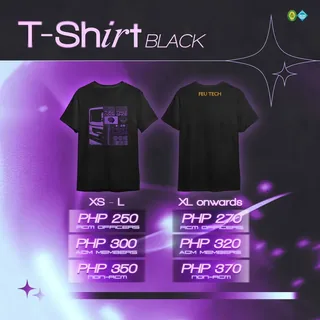 T-Shirt BLACK
FEU TECH
XS - L
XL onwards
PHP 250
ACM OFFICERS
PHP 270
ACM OFFICERS
PHP 300
ACM MEMBERS
PHP 320
ACM MEMBERS
PHP 350
NON-ACM
PHP 370
NON-ACM